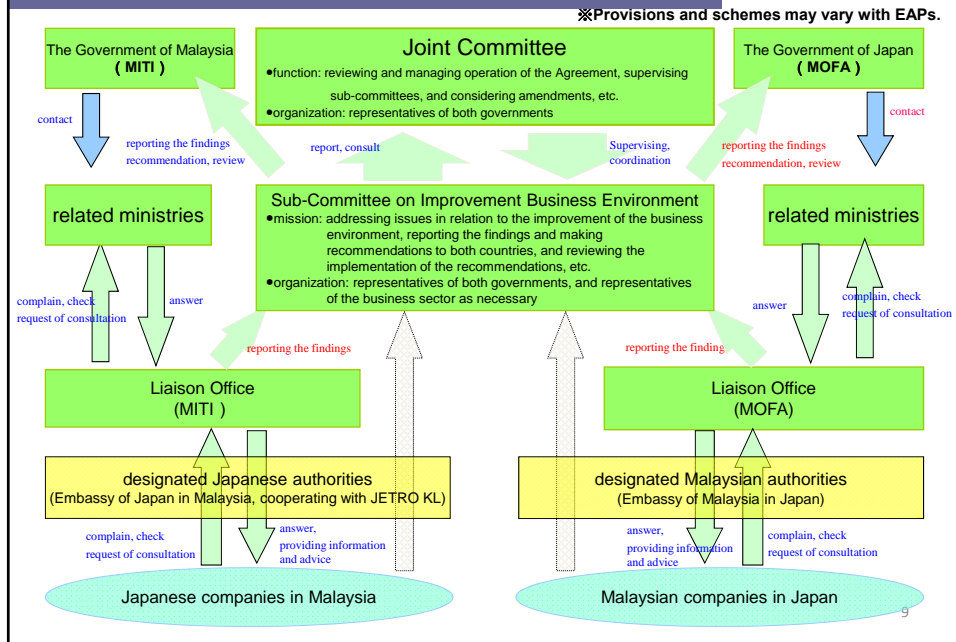 ※Provisions and schemes may vary with EAPs.
The Government of Malaysia
( MITI )
Joint Committee
●function: reviewing and managing operation of the Agreement, supervising
sub-committees, and considering amendments, etc.
●organization: representatives of both governments
The Government of Japan
( MOFA )
contact
reporting the findings
recommendation, review
report, consult
Supervising,
coordination
reporting the findings
recommendation, review
contact
related ministries
Sub-Committee on Improvement Business Environment
●mission: addressing issues in relation to the improvement of the business
environment, reporting the findings and making
recommendations to both countries, and reviewing the
implementation of the recommendations, etc.
●organization: representatives of both governments, and representatives
of the business sector as necessary
related ministries
complain, check
request of consultation
answer
answer
complain, check
request of consultation
reporting the findings
reporting the finding
Liaison Office
(MITI )
Liaison Office
(MOFA)
designated Japanese authorities
(Embassy of Japan in Malaysia, cooperating with JETRO KL)
designated Malaysian authorities
(Embassy of Malaysia in Japan)
complain, check
request of consultation
answer,
providing information
and advice
answer,
providing information
and advice
complain, check
request of consultation
Japanese companies in Malaysia
Malaysian companies in Japan
9